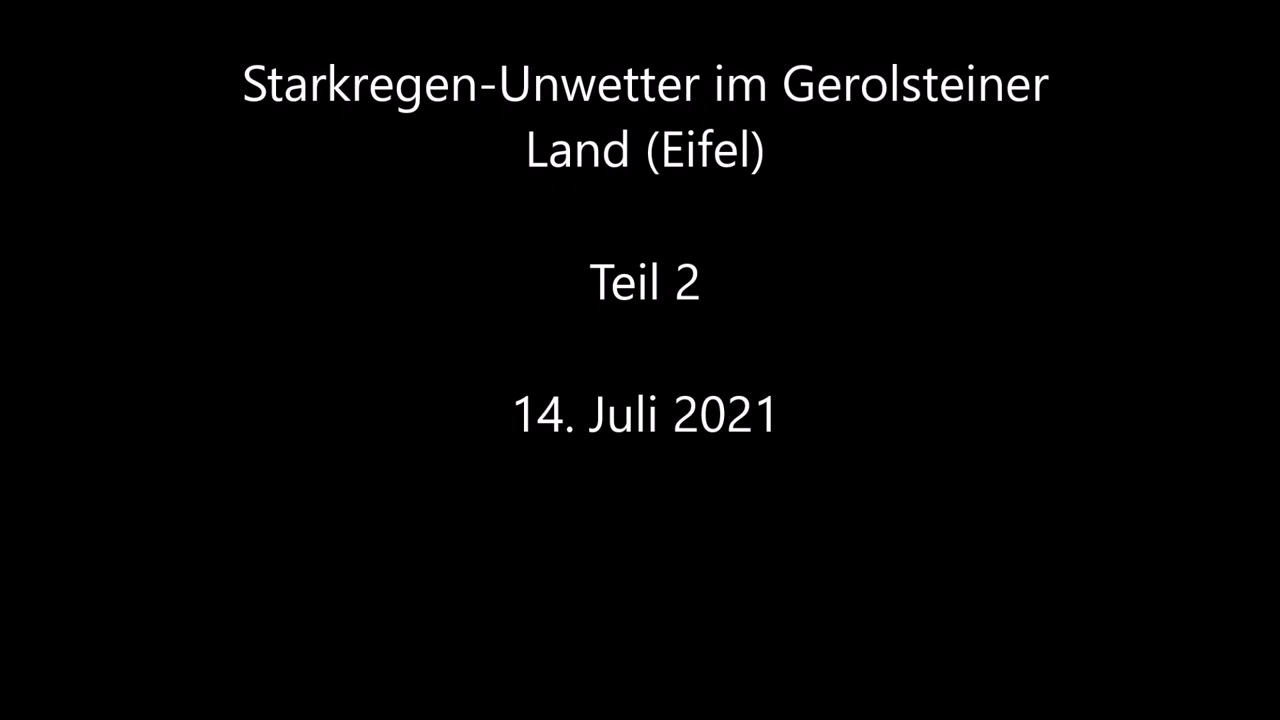 Starkregen-Unwetter im Gerolsteiner
Land (Eifel)
Teil 2
14. Juli 2021